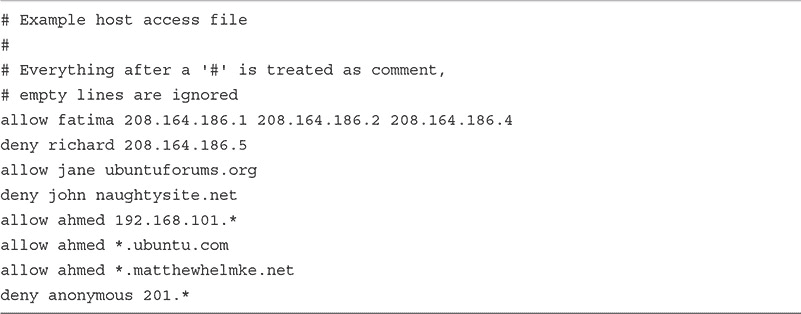 # Example host access file
#
# Everything after a '#' is treated as comment,
# empty lines are ignored
allow fatima 208.164.186.1 208.164.186.2 208.164.186.4
deny richard 208.164.186.5
allow jane ubuntuforums.org
deny john naughtysite.net
allow ahmed 192.168.101.*
allow ahmed *.ubuntu.com
allow ahmed *.matthewhelmke.net
deny anonymous 201.*